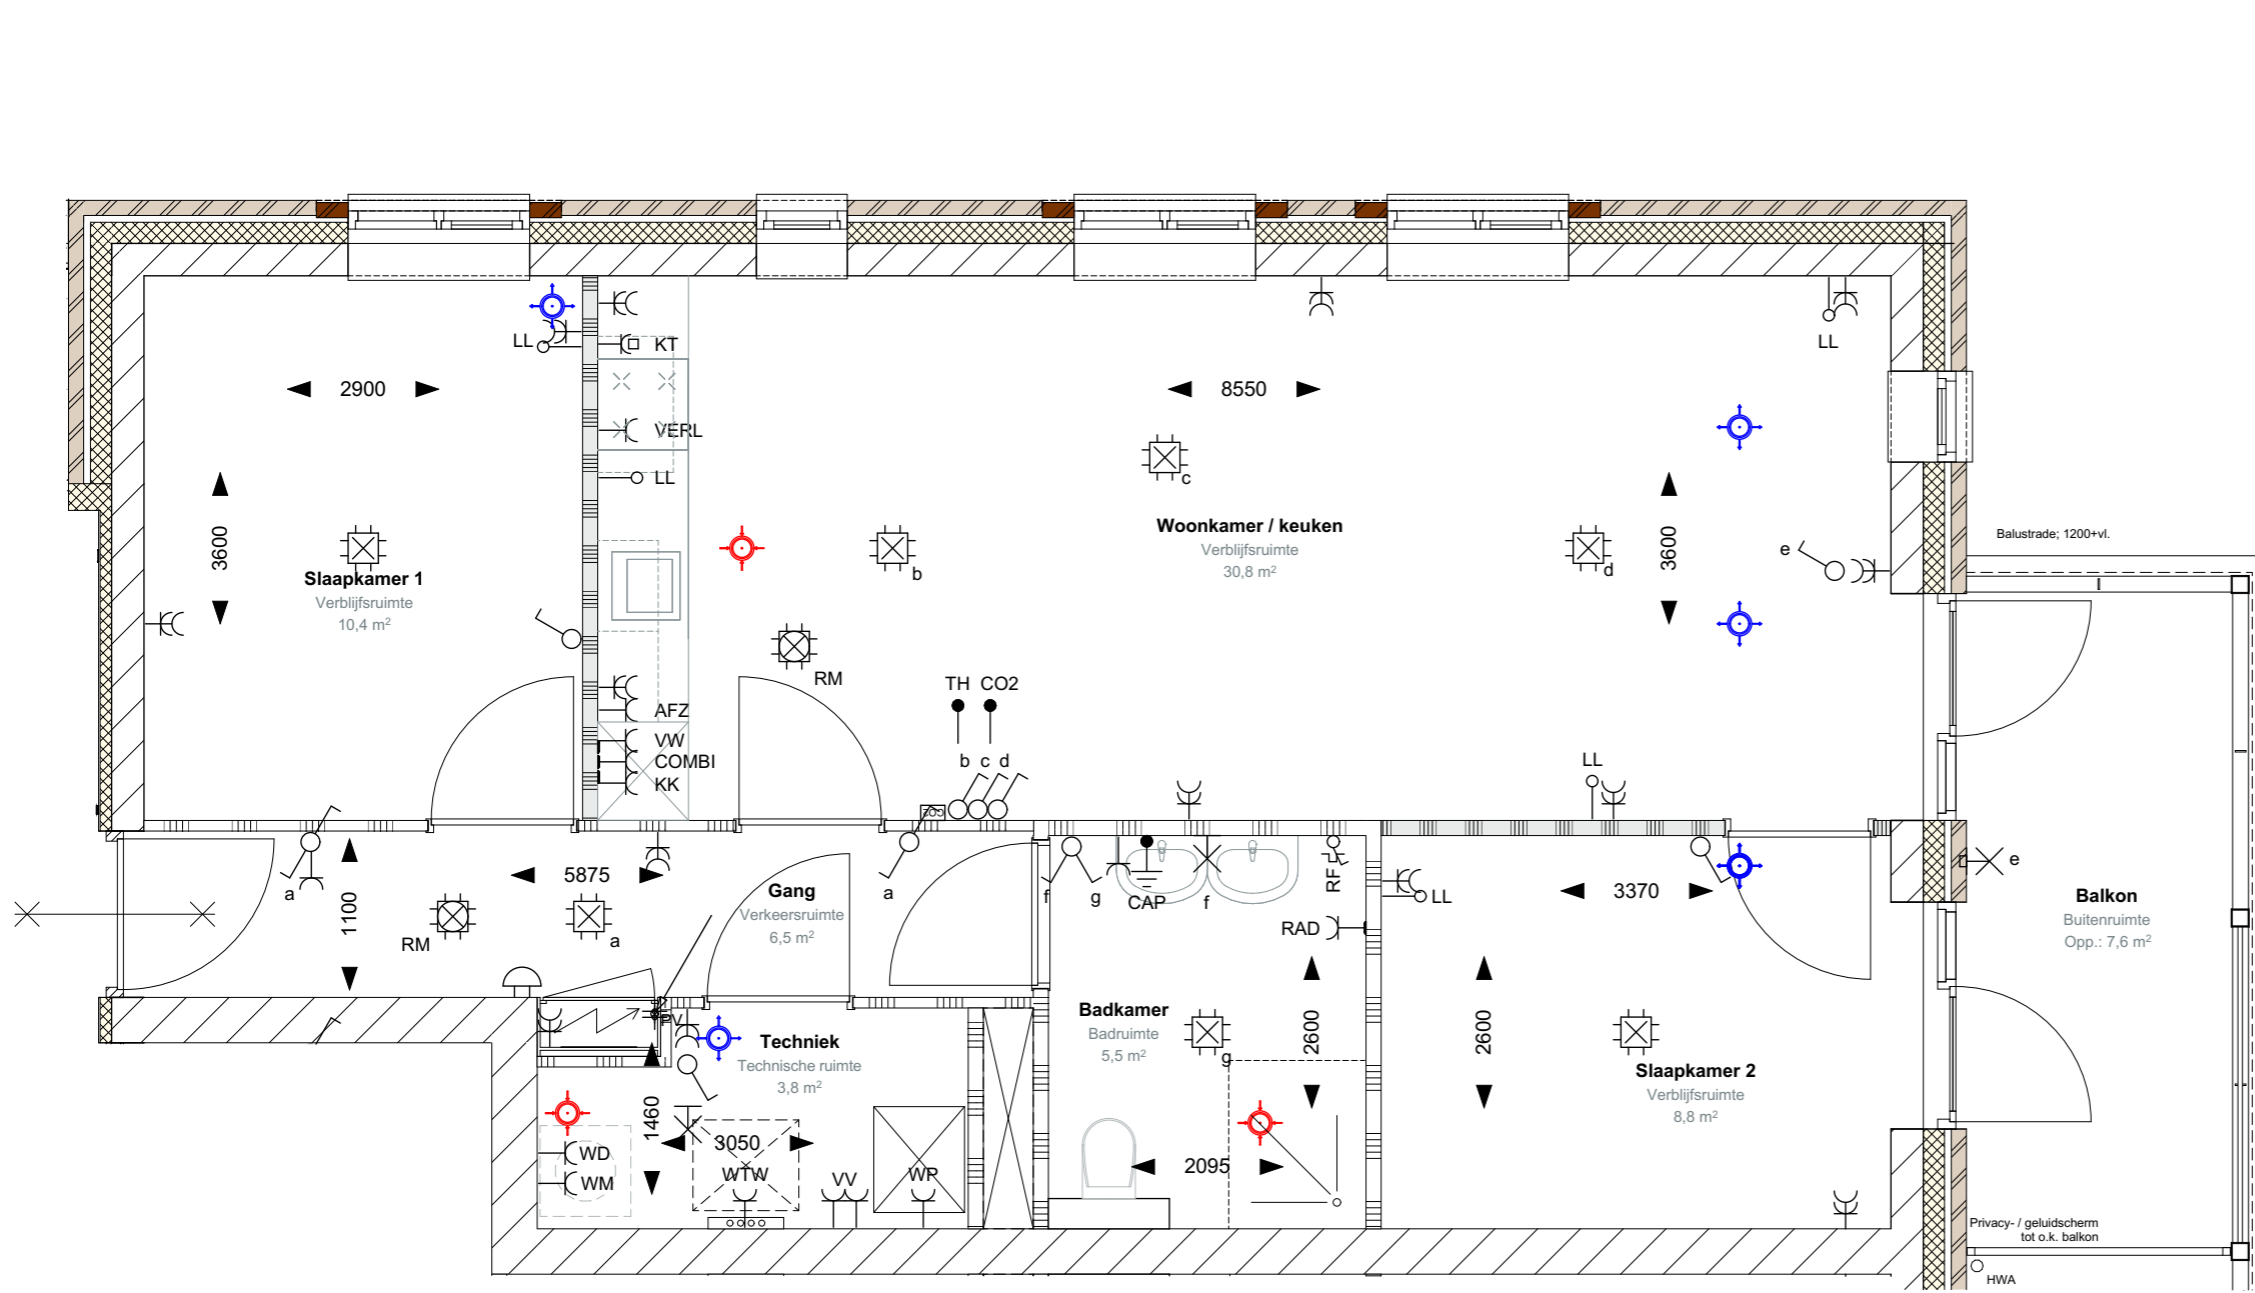 LL
KT
2900
8550
LL
VERL
LL
c
3600
Slaapkamer 1
Verblijfsruimte
10,4 m²
b
Woonkamer / keuken
Verblijfsruimte
30,8 m²
d
3600
e
Balustrade; 1200+vl.
RM
TH CO2
AFZ
VW
COMBI
KK
b c d
LL
a
1100
5875
RM
a
Gang
Verkeersruimte
6,5 m²
a
f
g
CAP
f
RF
RAD
LL
3370
e
Balkon
Buitenruimte
Opp.: 7,6 m²
PV
Techniek
Technische ruimte
3,8 m²
1460
3050
WD
WM
WTW
VV
WP
Badkamer
Badruimte
5,5 m²
g
2600
2095
2600
Slaapkamer 2
Verblijfsruimte
8,8 m²
Privacy- / geluidscherm
tot o.k. balkon
HWA